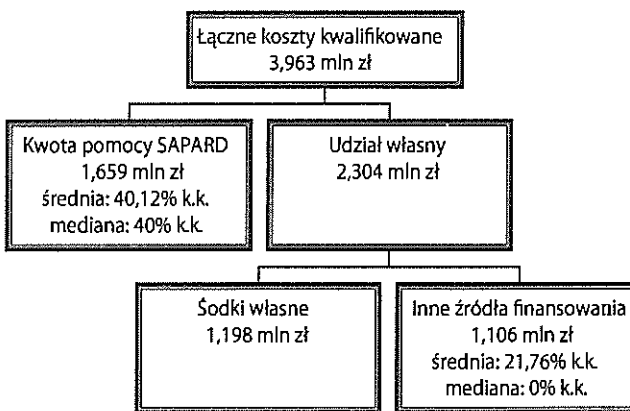 Łączne koszty kwalifikowane
3,963 mln zł
Kwota pomocy SAPARD
1,659 mln zł
średnia: 40,12% k.k.
mediana: 40% k.k.
Udział własny
2,304 mln zł
Śodki własne
1,198 mln zł
Inne źródła finansowania
1,106 mln zł
średnia: 21,76% k.k.
mediana: 0% k.k.